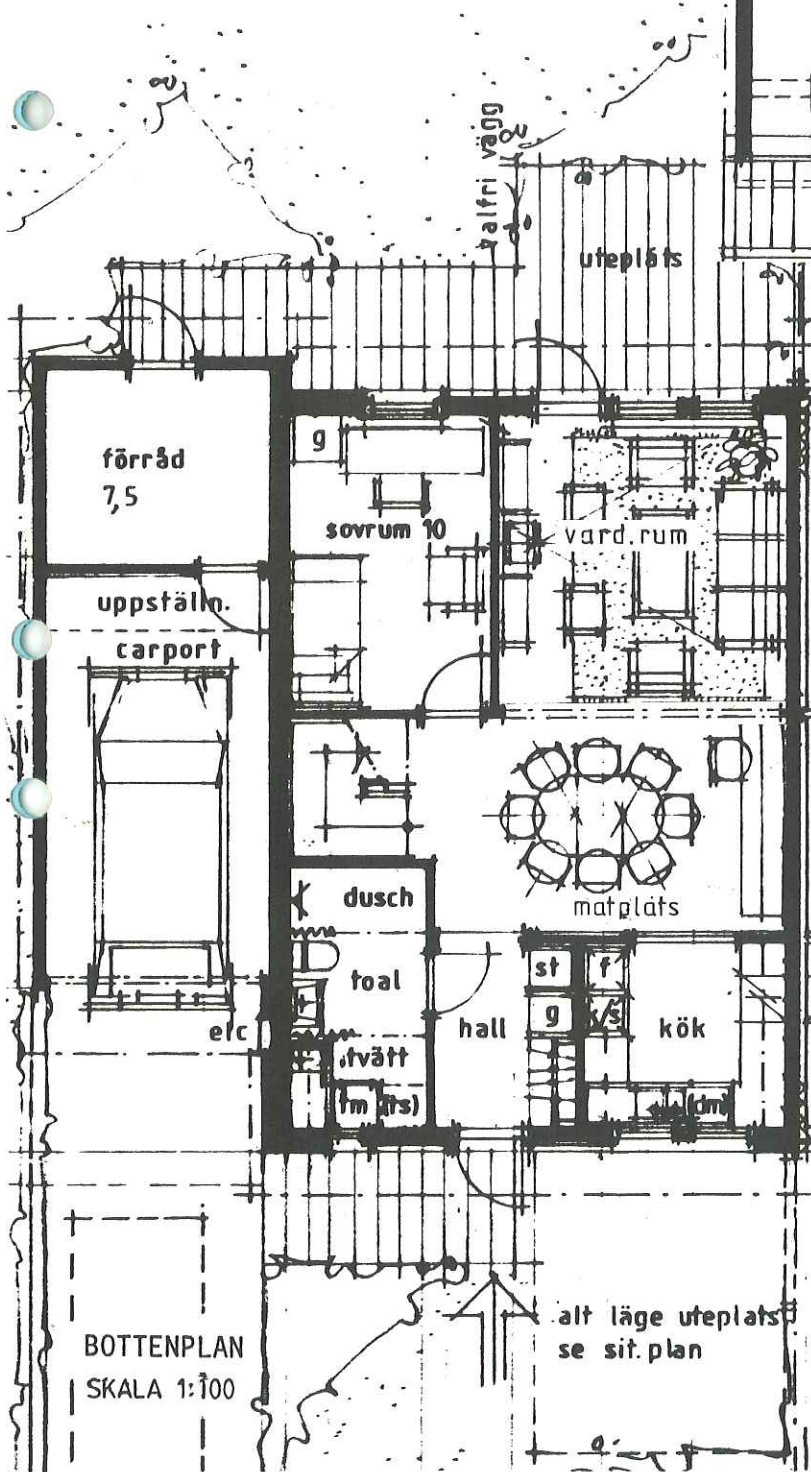 valfri vägg
uteplats
förråd
7,5
g
sovrum 10
vard.rum
uppställn.
carport
matplats
dusch
toal
st
f
g
k/s
hall
kök
elc
tvätt
tm (ts)
(dm)
alt läge uteplats
se sit.plan
BOTTENPLAN
SKALA 1:100